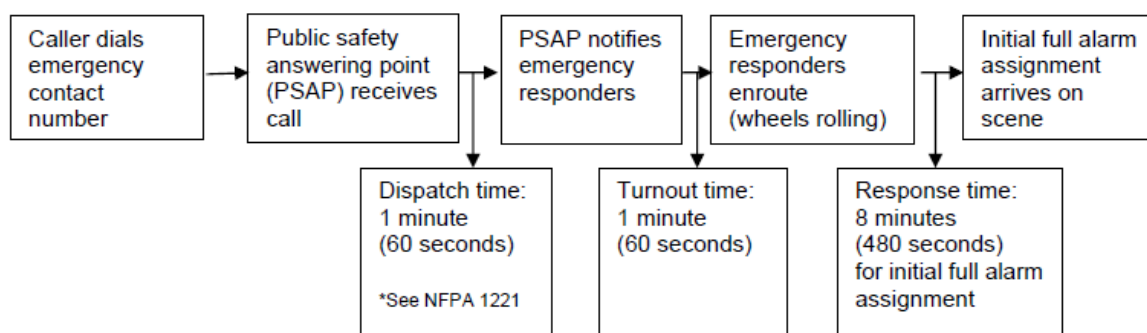 Caller dials
emergency
contact
number
Public safety
answering point
(PSAP) receives
call
PSAP notifies
emergency
responders
Emergency
responders
enroute
(wheels rolling)
Initial full alarm
assignment
arrives on
scene
Dispatch time:
1 minute
(60 seconds)
*See NFPA 1221
Turnout time:
1 minute
(60 seconds)
Response time:
8 minutes
(480 seconds)
for initial full alarm
assignment